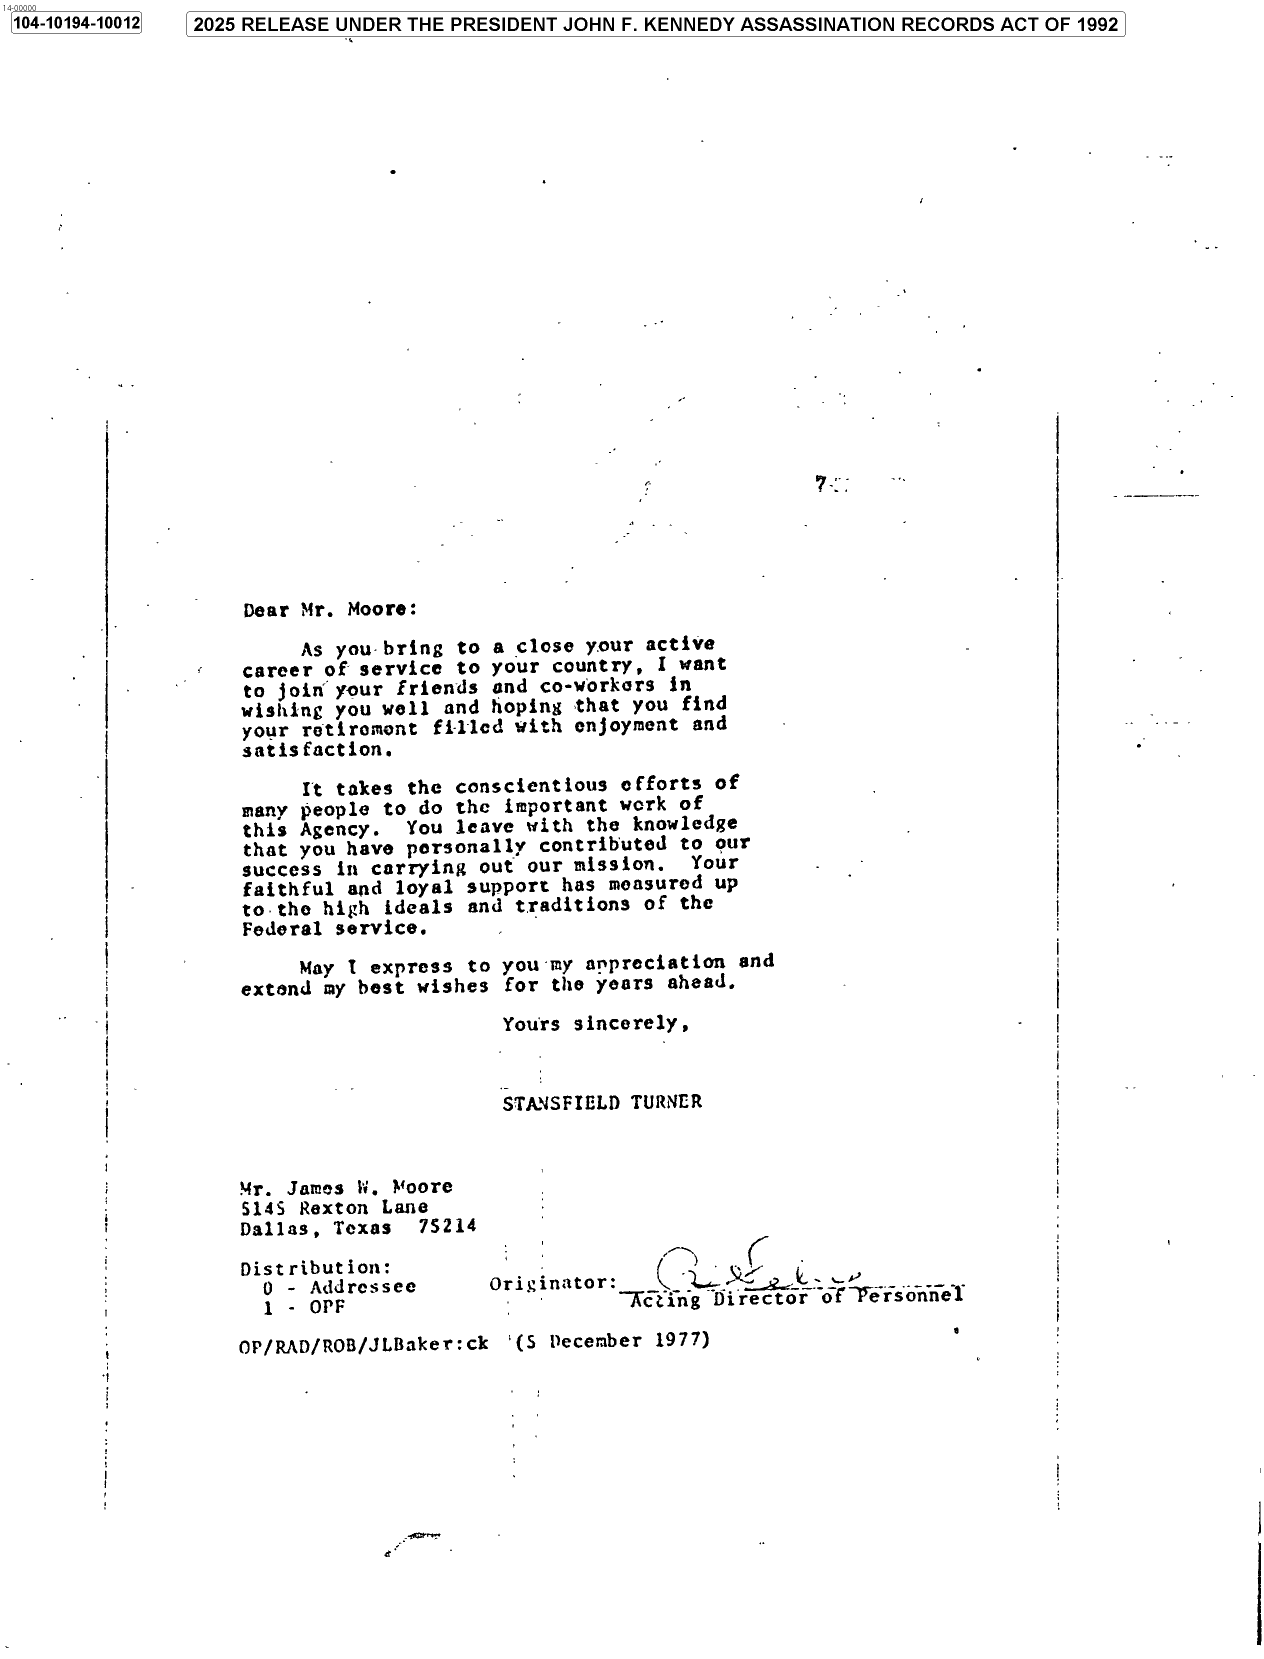 14-00000
104-10194-10012
2025 RELEASE UNDER THE PRESIDENT JOHN F. KENNEDY ASSASSINATION RECORDS ACT OF 1992
7
Dear Mr. Moore:
As you bring to a close your active
career of service to your country, I want
to join your friends and co-workers in
wishing you well and hoping that you find
your retirement filled with enjoyment and
satisfaction.
It takes the conscientious efforts of
many people to do the important work of
this Agency. You leave with the knowledge
that you have personally contributed to our
success in carrying out our mission. Your
faithful and loyal support has measured up
to the high ideals and traditions of the
Federal service.
May I express to you my appreciation and
extend my best wishes for the years ahead.
Yours sincerely,
STANSFIELD TURNER
Mr. James W. Moore
5145 Rexton Lane
Dallas, Texas 75214
Distribution:
0 - Addressee
Originator:
1 - OPF
Acting Director of Personnel
OP/RAD/ROB/JLBaker:ck (5 December 1977)